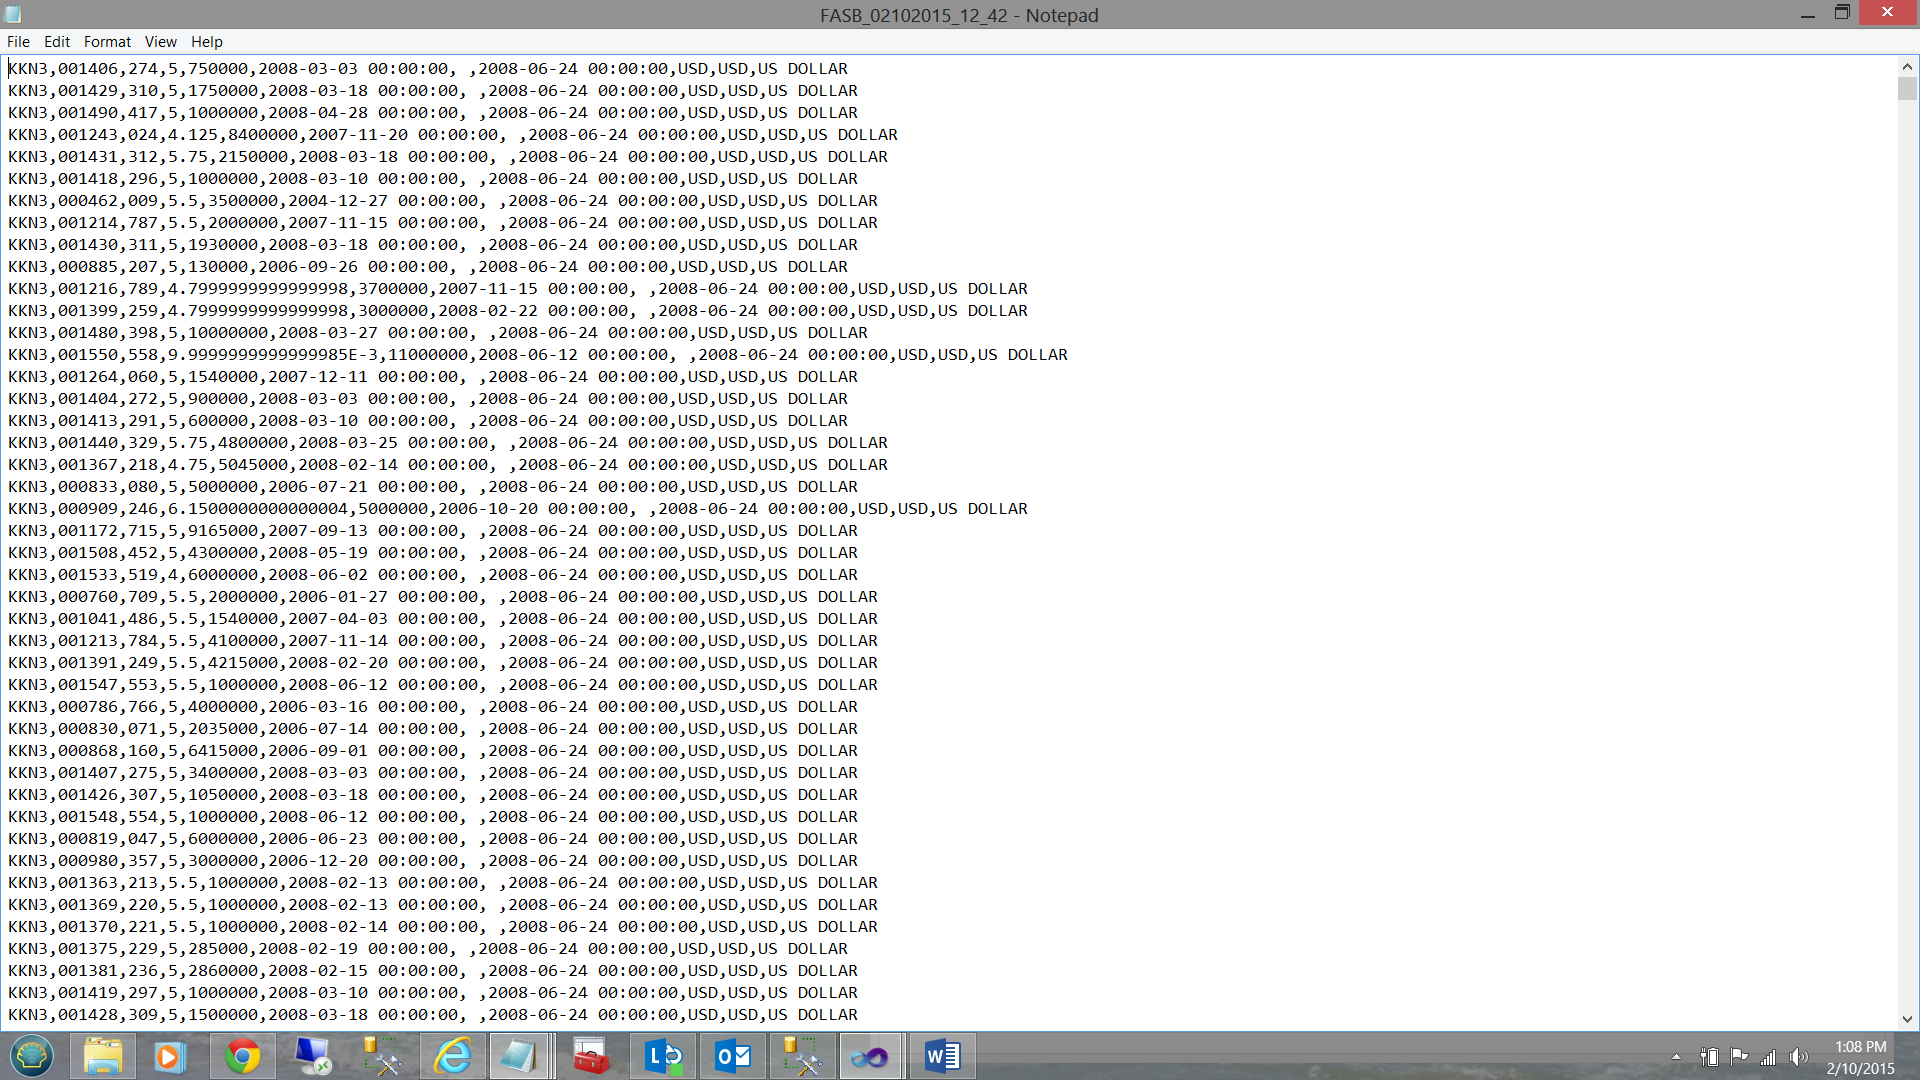 FASB_02102015_12_42 - Notepad
File Edit Format View Help
KKN3,001406,274,5,750000,2008-03-03 00:00:00, ,2008-06-24 00:00:00,USD,USD,US DOLLAR
KKN3,001429,310,5,1750000,2008-03-18 00:00:00, ,2008-06-24 00:00:00,USD,USD,US DOLLAR
KKN3,001490,417,5,1000000,2008-04-28 00:00:00, ,2008-06-24 00:00:00,USD,USD,US DOLLAR
KKN3,001243,024,4.125,8400000,2007-11-20 00:00:00, ,2008-06-24 00:00:00,USD,USD,US DOLLAR
KKN3,001431,312,5.75,2150000,2008-03-18 00:00:00, ,2008-06-24 00:00:00,USD,USD,US DOLLAR
KKN3,001418,296,5,1000000,2008-03-10 00:00:00, ,2008-06-24 00:00:00,USD,USD,US DOLLAR
KKN3,000462,009,5.5,3500000,2004-12-27 00:00:00, ,2008-06-24 00:00:00,USD,USD,US DOLLAR
KKN3,001214,787,5.5,2000000,2007-11-15 00:00:00, ,2008-06-24 00:00:00,USD,USD,US DOLLAR
KKN3,001430,311,5,1930000,2008-03-18 00:00:00, ,2008-06-24 00:00:00,USD,USD,US DOLLAR
KKN3,000885,207,5,130000,2006-09-26 00:00:00, ,2008-06-24 00:00:00,USD,USD,US DOLLAR
KKN3,001216,789,4.7999999999999998,3700000,2007-11-15 00:00:00, ,2008-06-24 00:00:00,USD,USD,US DOLLAR
KKN3,001399,259,4.7999999999999998,3000000,2008-02-22 00:00:00, ,2008-06-24 00:00:00,USD,USD,US DOLLAR
KKN3,001480,398,5,10000000,2008-03-27 00:00:00, ,2008-06-24 00:00:00,USD,USD,US DOLLAR
KKN3,001550,558,9.9999999999999985E-3,11000000,2008-06-12 00:00:00, ,2008-06-24 00:00:00,USD,USD,US DOLLAR
KKN3,001264,060,5,1540000,2007-12-11 00:00:00, ,2008-06-24 00:00:00,USD,USD,US DOLLAR
KKN3,001404,272,5,900000,2008-03-03 00:00:00, ,2008-06-24 00:00:00,USD,USD,US DOLLAR
KKN3,001413,291,5,600000,2008-03-10 00:00:00, ,2008-06-24 00:00:00,USD,USD,US DOLLAR
KKN3,001440,329,5.75,4800000,2008-03-25 00:00:00, ,2008-06-24 00:00:00,USD,USD,US DOLLAR
KKN3,001367,218,4.75,5045000,2008-02-14 00:00:00, ,2008-06-24 00:00:00,USD,USD,US DOLLAR
KKN3,000833,080,5,5000000,2006-07-21 00:00:00, ,2008-06-24 00:00:00,USD,USD,US DOLLAR
KKN3,000909,246,6.1500000000000004,5000000,2006-10-20 00:00:00, ,2008-06-24 00:00:00,USD,USD,US DOLLAR
KKN3,001172,715,5,9165000,2007-09-13 00:00:00, ,2008-06-24 00:00:00,USD,USD,US DOLLAR
KKN3,001508,452,5,4300000,2008-05-19 00:00:00, ,2008-06-24 00:00:00,USD,USD,US DOLLAR
KKN3,001533,519,4,6000000,2008-06-02 00:00:00, ,2008-06-24 00:00:00,USD,USD,US DOLLAR
KKN3,000760,709,5.5,2000000,2006-01-27 00:00:00, ,2008-06-24 00:00:00,USD,USD,US DOLLAR
KKN3,001041,486,5.5,1540000,2007-04-03 00:00:00, ,2008-06-24 00:00:00,USD,USD,US DOLLAR
KKN3,001213,784,5.5,4100000,2007-11-14 00:00:00, ,2008-06-24 00:00:00,USD,USD,US DOLLAR
KKN3,001391,249,5.5,4215000,2008-02-20 00:00:00, ,2008-06-24 00:00:00,USD,USD,US DOLLAR
KKN3,001547,553,5.5,1000000,2008-06-12 00:00:00, ,2008-06-24 00:00:00,USD,USD,US DOLLAR
KKN3,000786,766,5,4000000,2006-03-16 00:00:00, ,2008-06-24 00:00:00,USD,USD,US DOLLAR
KKN3,000830,071,5,2035000,2006-07-14 00:00:00, ,2008-06-24 00:00:00,USD,USD,US DOLLAR
KKN3,000868,160,5,6415000,2006-09-01 00:00:00, ,2008-06-24 00:00:00,USD,USD,US DOLLAR
KKN3,001407,275,5,3400000,2008-03-03 00:00:00, ,2008-06-24 00:00:00,USD,USD,US DOLLAR
KKN3,001426,307,5,1050000,2008-03-18 00:00:00, ,2008-06-24 00:00:00,USD,USD,US DOLLAR
KKN3,001548,554,5,1000000,2008-06-12 00:00:00, ,2008-06-24 00:00:00,USD,USD,US DOLLAR
KKN3,000819,047,5,6000000,2006-06-23 00:00:00, ,2008-06-24 00:00:00,USD,USD,US DOLLAR
KKN3,000980,357,5,3000000,2006-12-20 00:00:00, ,2008-06-24 00:00:00,USD,USD,US DOLLAR
KKN3,001363,213,5.5,1000000,2008-02-13 00:00:00, ,2008-06-24 00:00:00,USD,USD,US DOLLAR
KKN3,001369,220,5.5,1000000,2008-02-13 00:00:00, ,2008-06-24 00:00:00,USD,USD,US DOLLAR
KKN3,001370,221,5.5,1000000,2008-02-14 00:00:00, ,2008-06-24 00:00:00,USD,USD,US DOLLAR
KKN3,001375,229,5,285000,2008-02-19 00:00:00, ,2008-06-24 00:00:00,USD,USD,US DOLLAR
KKN3,001381,236,5,2860000,2008-02-15 00:00:00, ,2008-06-24 00:00:00,USD,USD,US DOLLAR
KKN3,001419,297,5,1000000,2008-03-10 00:00:00, ,2008-06-24 00:00:00,USD,USD,US DOLLAR
KKN3,001428,309,5,1500000,2008-03-18 00:00:00, ,2008-06-24 00:00:00,USD,USD,US DOLLAR
1:08 PM
2/10/2015